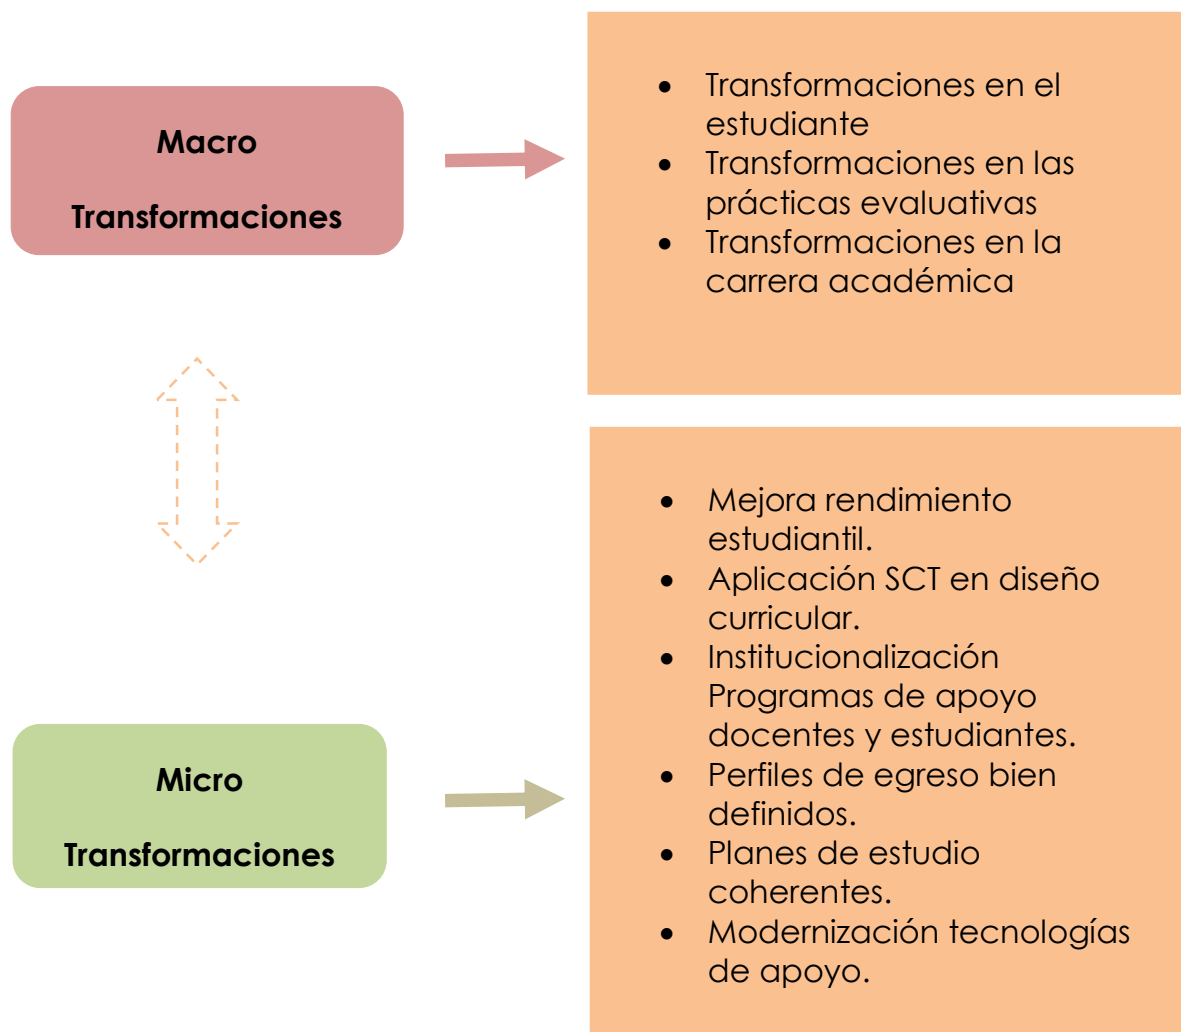 Macro
Transformaciones
• Transformaciones en el
estudiante
• Transformaciones en las
prácticas evaluativas
• Transformaciones en la
carrera académica
Micro
Transformaciones
• Mejora rendimiento
estudiantil.
• Aplicación SCT en diseño
curricular.
• Institucionalización
Programas de apoyo
docentes y estudiantes.
• Perfiles de egreso bien
definidos.
• Planes de estudio
coherentes.
• Modernización tecnologías
de apoyo.